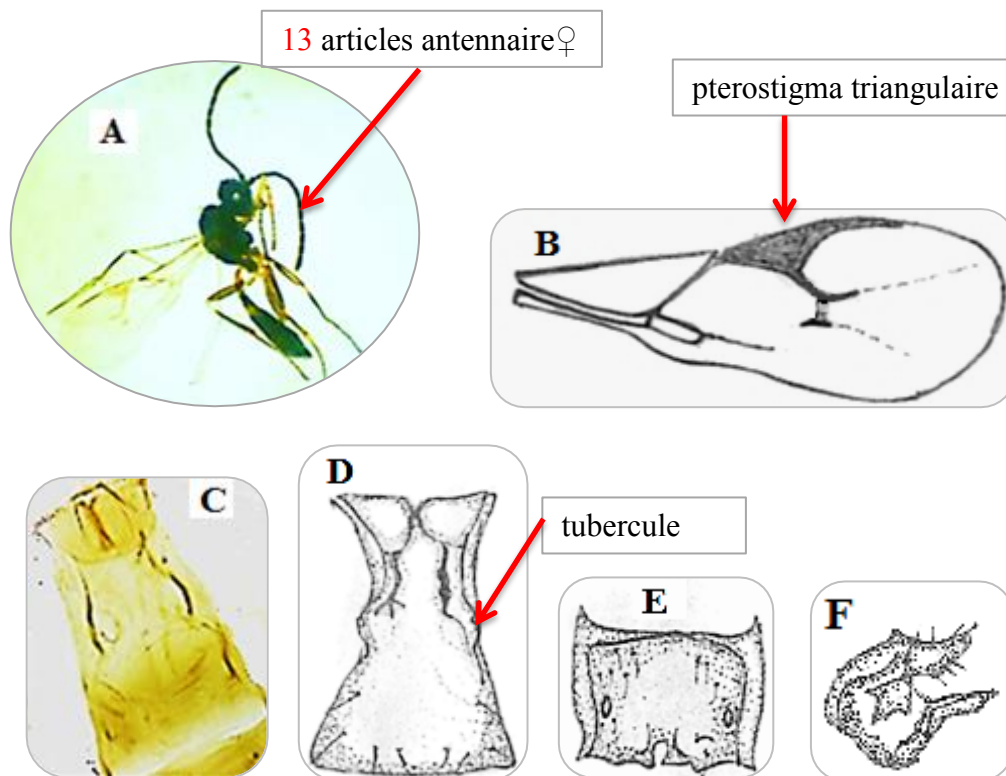 13 articles antennaire♀
pterostigma triangulaire
A
B
C
D
tubercule
E
F